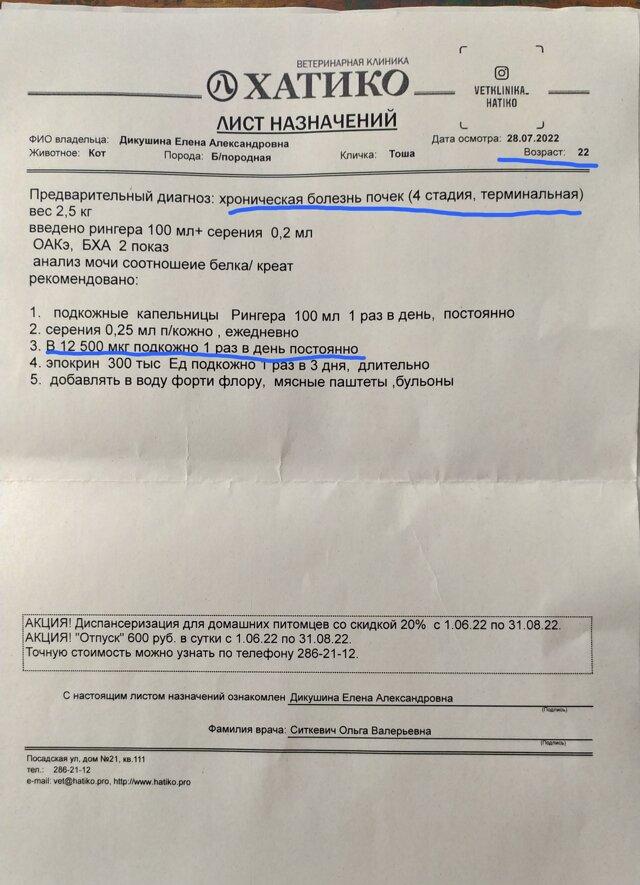 ВЕТЕРИНАРНАЯ КЛИНИКА
ХАТИКО
VETKLINIKA_
HATIKO
ЛИСТ НАЗНАЧЕНИЙ
ФИО владельца: Дикушина Елена Александровна Дата осмотра: 28.07.2022
Животное: Кот Порода: Б/породная Кличка: Тоша Возраст: 22
Предварительный диагноз: хроническая болезнь почек (4 стадия, терминальная)
вес 2,5 кг
введено рингера 100 мл+ серения 0,2 мл
ОАКэ, БХА 2 показ
анализ мочи соотношеие белка/ креат
рекомендовано:
1. подкожные капельницы Рингера 100 мл 1 раз в день, постоянно
2. серения 0,25 мл п/кожно , ежедневно
3. В 12 500 мкг подкожно 1 раз в день постоянно
4. эпокрин 300 тыс Ед подкожно 1 раз в 3 дня, длительно
5. добавлять в воду форти флору, мясные паштеты ,бульоны
АКЦИЯ! Диспансеризация для домашних питомцев со скидкой 20% с 1.06.22 по 31.08.22.
АКЦИЯ! "Отпуск" 600 руб. в сутки с 1.06.22 по 31.08.22.
Точную стоимость можно узнать по телефону 286-21-12.
С настоящим листом назначений ознакомлен Дикушина Елена Александровна
(Подпись)
Фамилия врача: Ситкевич Ольга Валерьевна
(Подпись)
Посадская ул, дом №21, кв.111
тел.: 286-21-12
e-mail: vet@hatiko.pro, http://www.hatiko.pro